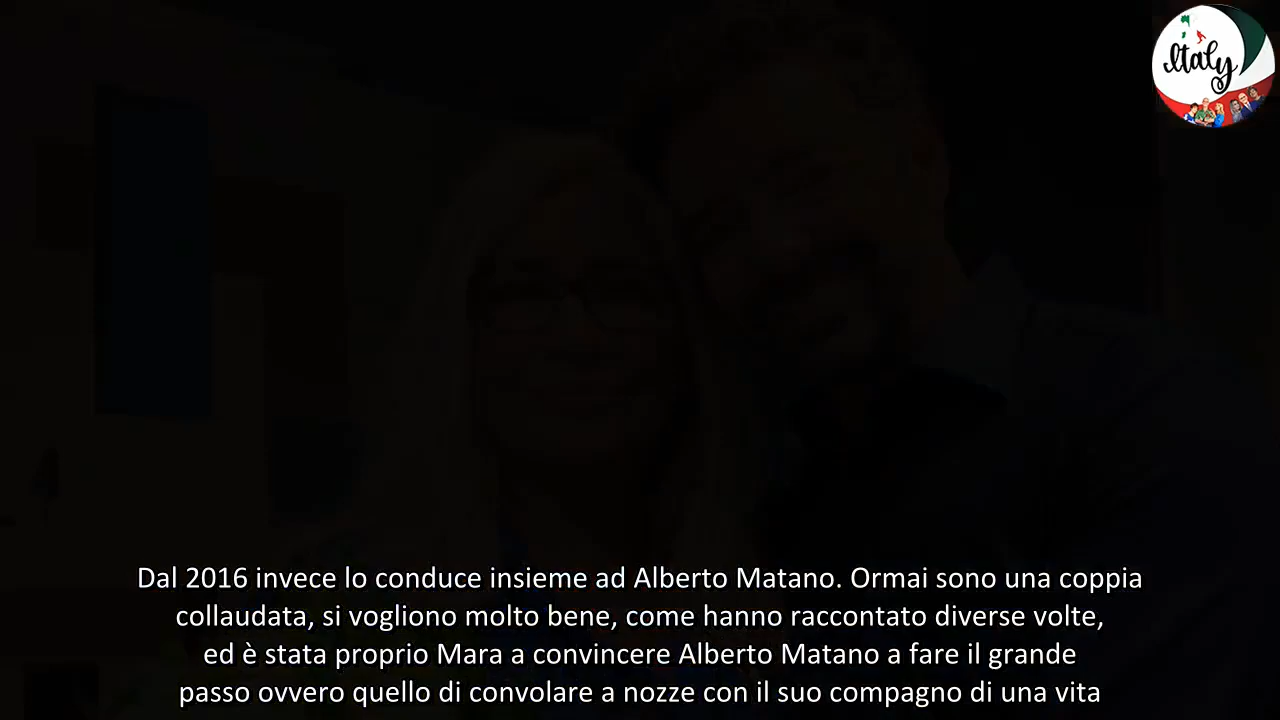 Italy
Dal 2016 invece lo conduce insieme ad Alberto Matano. Ormai sono una coppia
collaudata, si vogliono molto bene, come hanno raccontato diverse volte,
ed è stata proprio Mara a convincere Alberto Matano a fare il grande
passo ovvero quello di convolare a nozze con il suo compagno di una vita